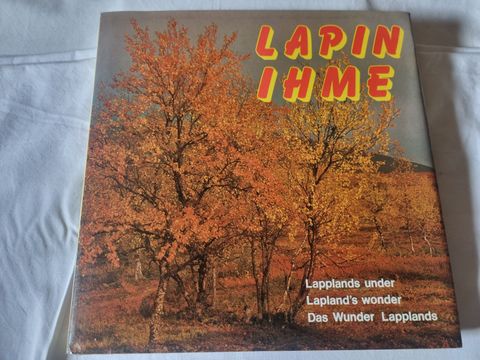 LAPIN
IHME
Lapplands under
Lapland's wonder
Das Wunder Lapplands